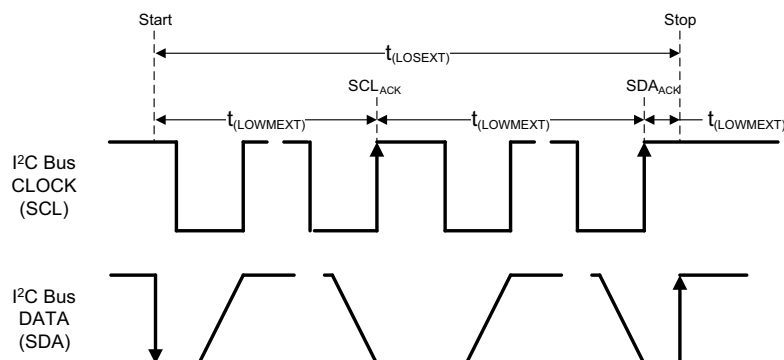 Start
Stop
t(LOSEXT)
SCLACK
SDAACK
t(LOWMEXT)
t(LOWMEXT)
t(LOWMEXT)
I²C Bus
CLOCK
(SCL)
I²C Bus
DATA
(SDA)